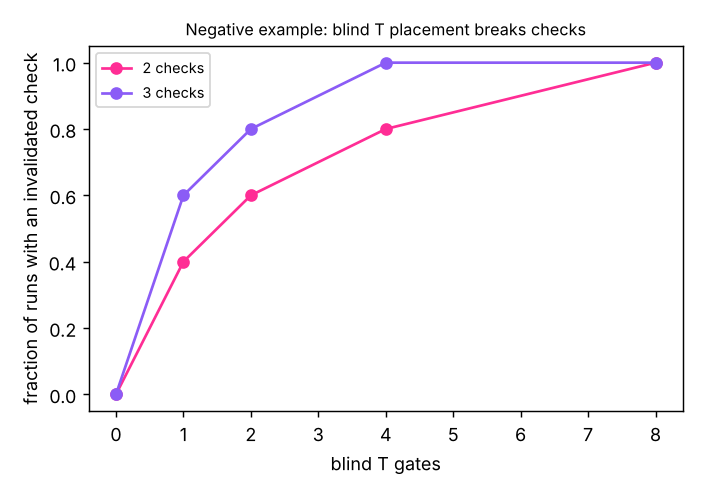 Negative example: blind T placement breaks checks
2 checks
3 checks
fraction of runs with an invalidated check
1.0
0.8
0.6
0.4
0.2
0.0
0 1 2 3 4 5 6 7 8
blind T gates